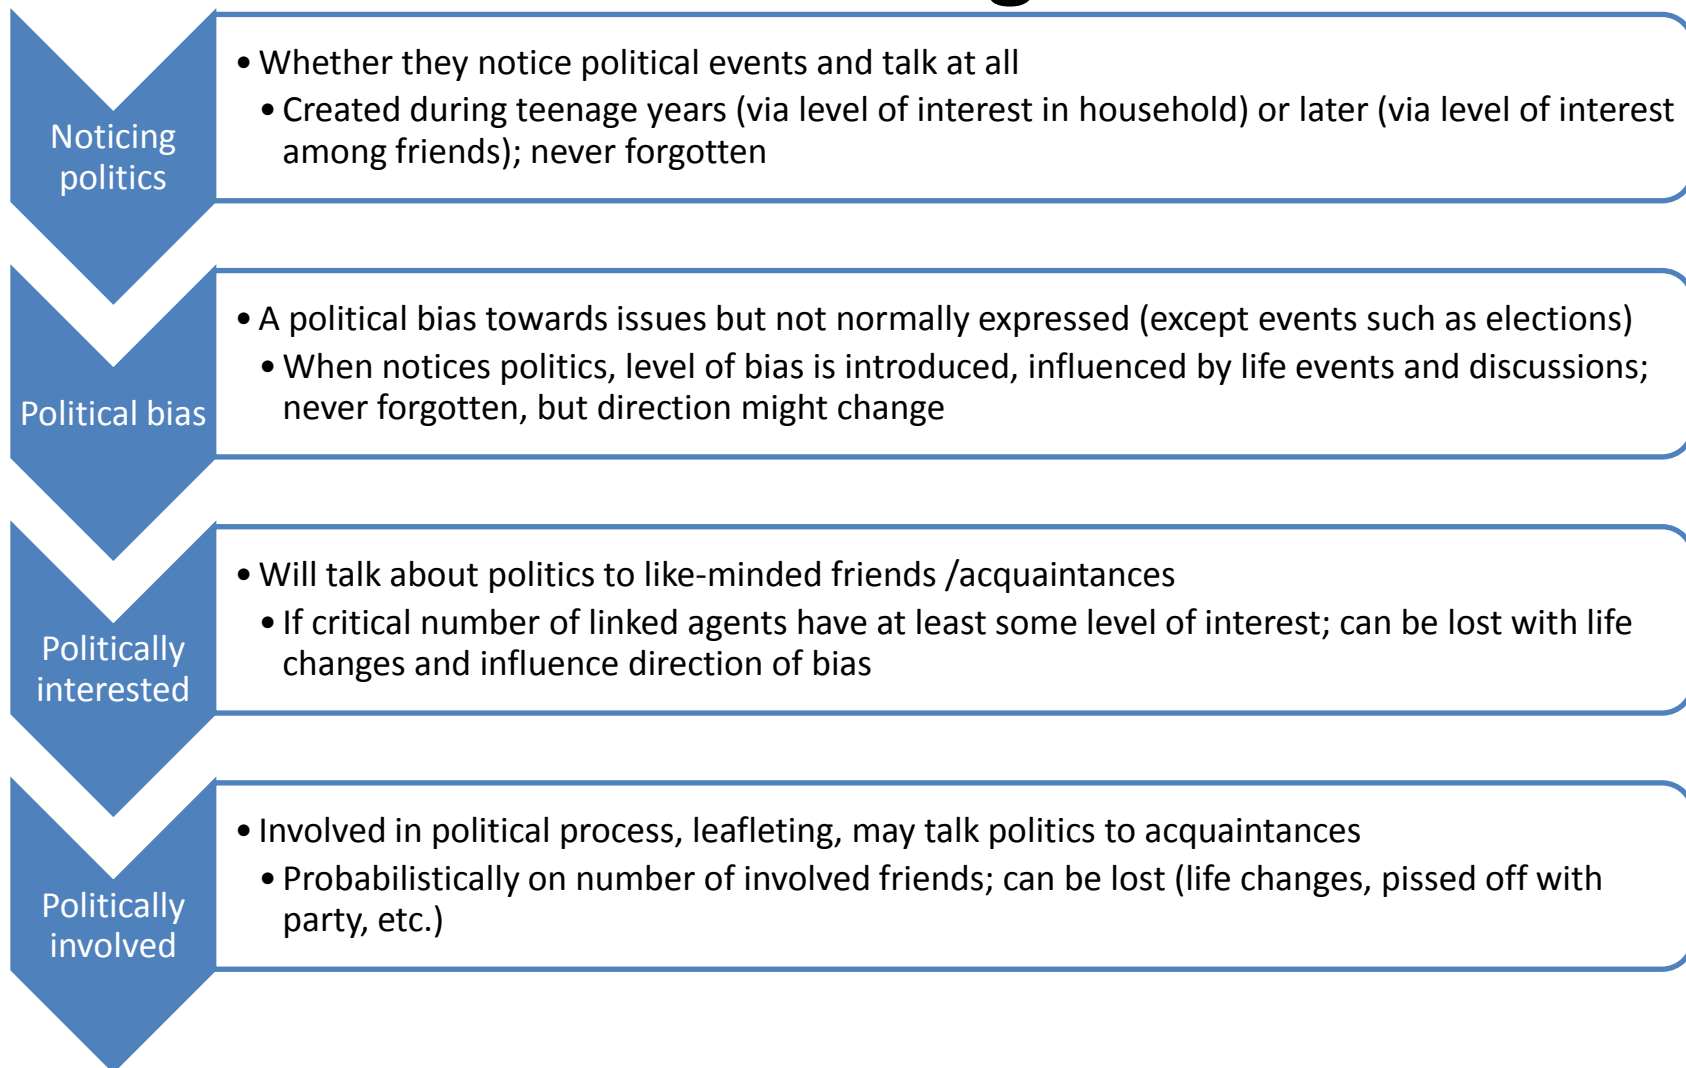 Noticing
politics
• Whether they notice political events and talk at all
• Created during teenage years (via level of interest in household) or later (via level of interest
among friends); never forgotten
Political bias
• A political bias towards issues but not normally expressed (except events such as elections)
• When notices politics, level of bias is introduced, influenced by life events and discussions;
never forgotten, but direction might change
Politically
interested
• Will talk about politics to like-minded friends /acquaintances
• If critical number of linked agents have at least some level of interest; can be lost with life
changes and influence direction of bias
Politically
involved
• Involved in political process, leafleting, may talk politics to acquaintances
• Probabilistically on number of involved friends; can be lost (life changes, pissed off with
party, etc.)